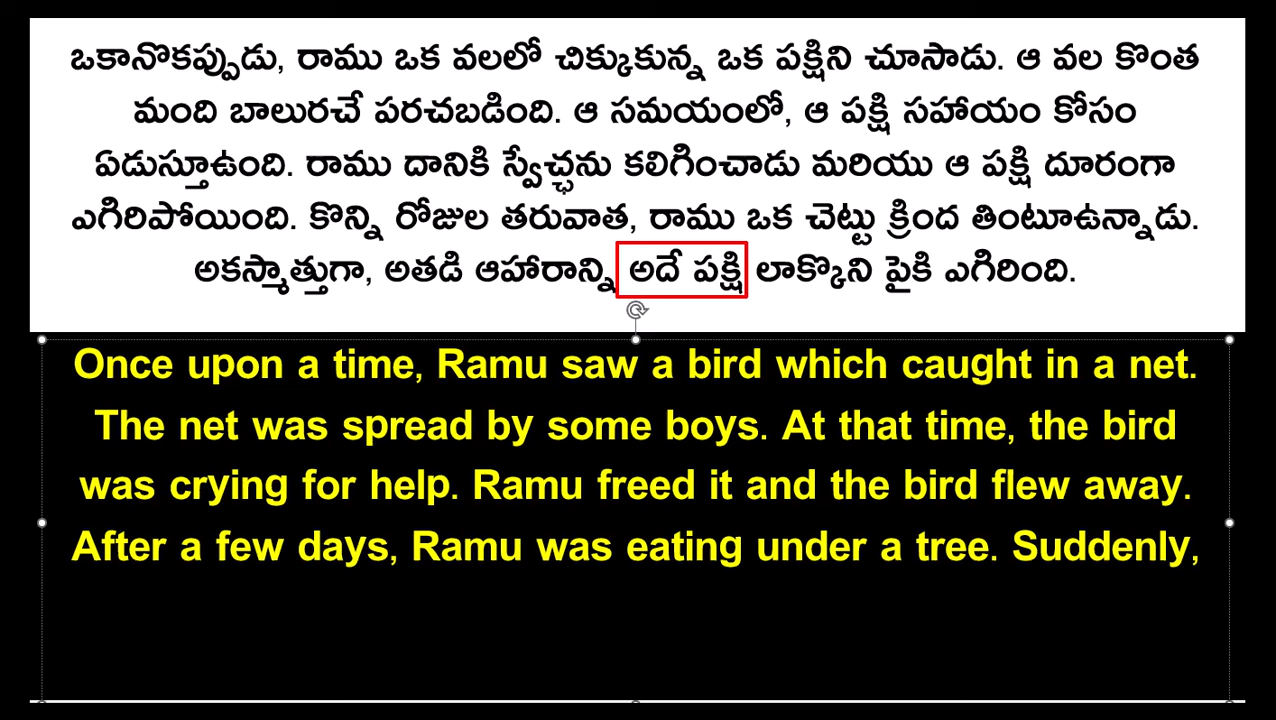 ఒకానొకప్పుడు, రాము ఒక వలలో చిక్కుకున్న ఒక పక్షిని చూసాడు. ఆ వల కొంత
మంది బాలురచే పరచబడింది. ఆ సమయంలో, ఆ పక్షి సహాయం కోసం
ఏడుస్తూఉంది. రాము దానికి స్వేచ్ఛను కలిగించాడు మరియు ఆ పక్షి దూరంగా
ఎగిరిపోయింది. కొన్ని రోజుల తరువాత, రాము ఒక చెట్టు క్రింద తింటూఉన్నాడు.
అకస్మాత్తుగా, అతడి ఆహారాన్ని అదే పక్షి లాక్కొని పైకి ఎగిరింది.
Once upon a time, Ramu saw a bird which caught in a net.
The net was spread by some boys. At that time, the bird
was crying for help. Ramu freed it and the bird flew away.
After a few days, Ramu was eating under a tree. Suddenly,